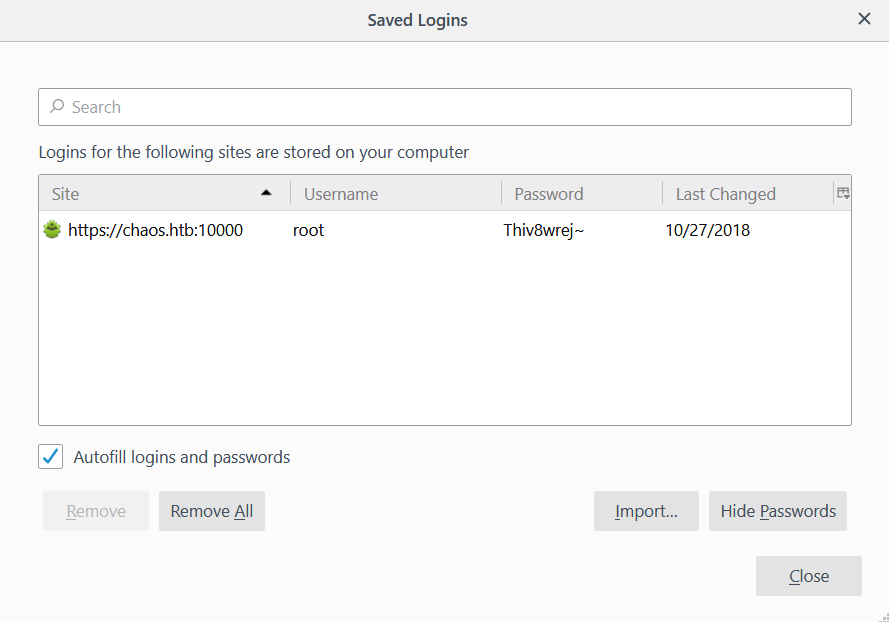 Saved Logins
Search
Logins for the following sites are stored on your computer
Site Username Password Last Changed
https://chaos.htb:10000 root Thiv8wrej~ 10/27/2018
Autofill logins and passwords
Remove Remove All Import... Hide Passwords
Close